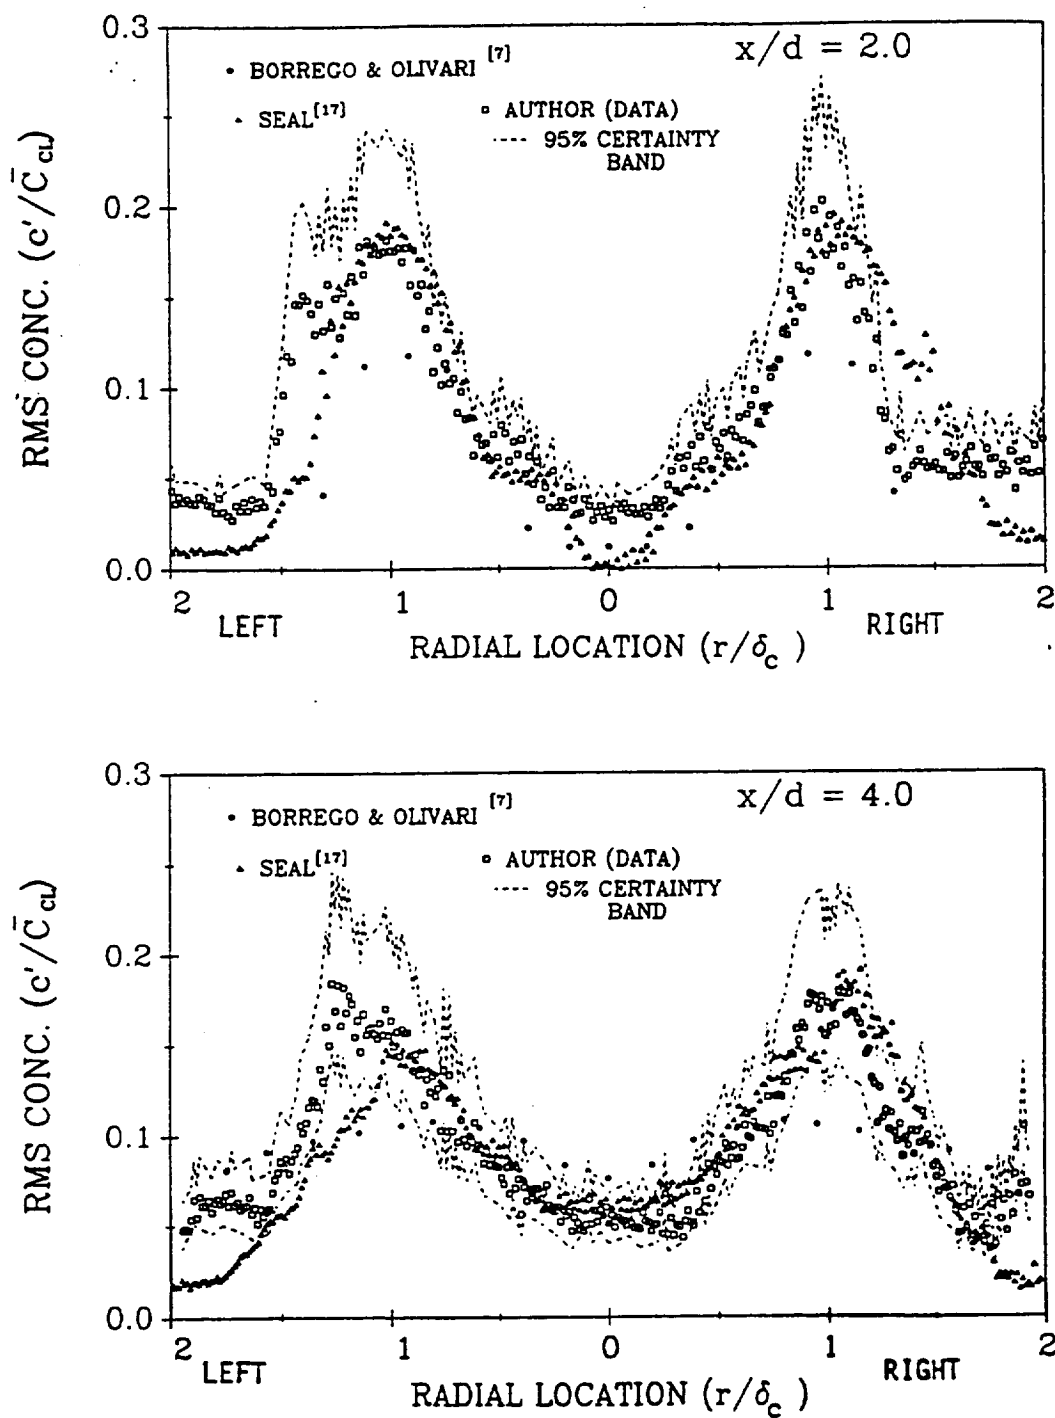 0.3
x/d = 2.0
• BORREGO & OLIVARI [7]
▴ SEAL[17]
▫ AUTHOR (DATA)
95% CERTAINTY
BAND
RMS CONC. (c'/C̄CL)
0.2
0.1
0.0
2 1 0 1 2
LEFT RIGHT
RADIAL LOCATION (r/δc )
0.3
x/d = 4.0
• BORREGO & OLIVARI [7]
▴ SEAL[17]
▫ AUTHOR (DATA)
95% CERTAINTY
BAND
RMS CONC. (c'/C̄CL)
0.2
0.1
0.0
2 1 0 1 2
LEFT RIGHT
RADIAL LOCATION (r/δc )